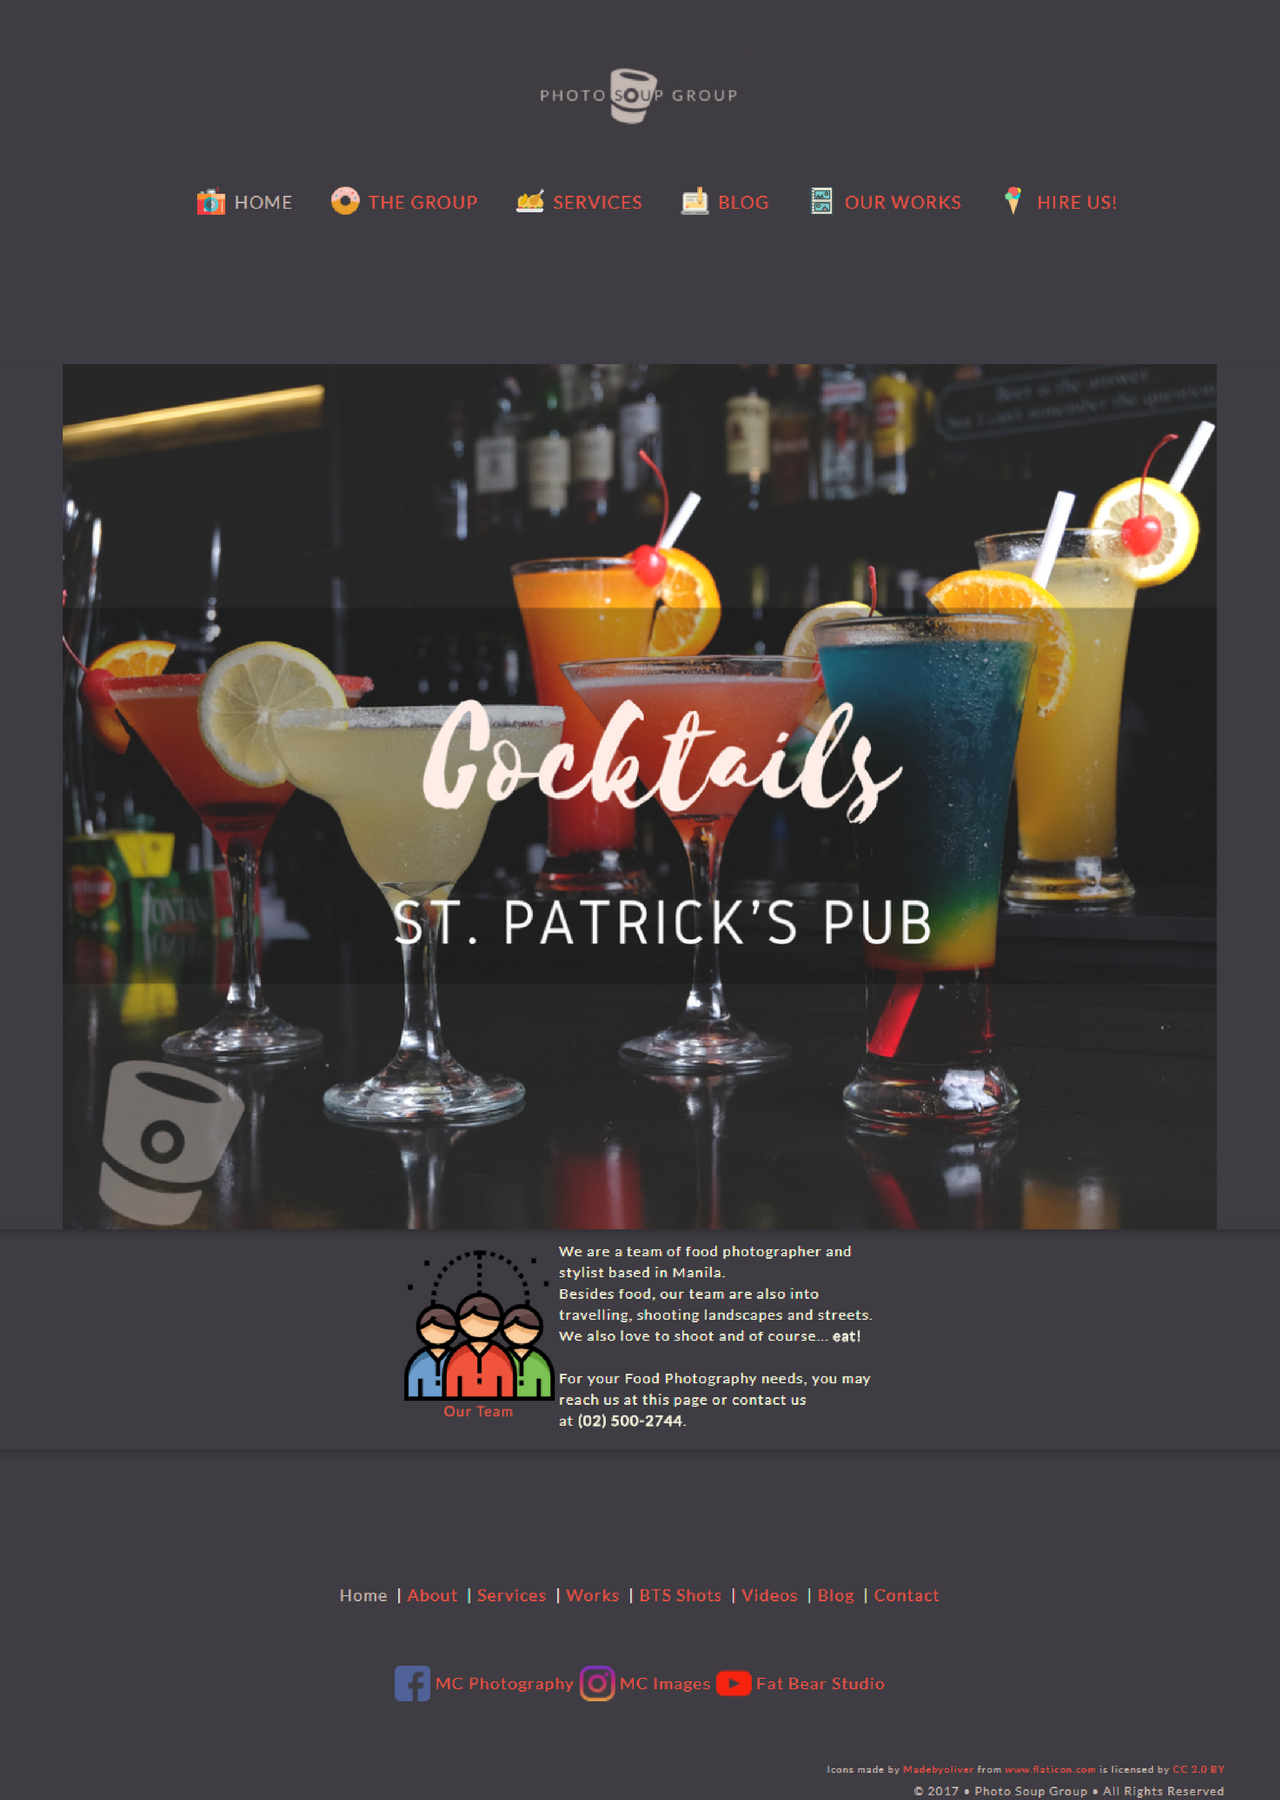 PHOTO SOUP GROUP
HOME THE GROUP SERVICES BLOG OUR WORKS HIRE US!
Beer is the answer...
but I can't remember the question
Cocktails
ST. PATRICK'S PUB
We are a team of food photographer and
stylist based in Manila.
Besides food, our team are also into
travelling, shooting landscapes and streets.
We also love to shoot and of course... eat!
For your Food Photography needs, you may
reach us at this page or contact us
at (02) 500-2744.
Our Team
Home | About | Services | Works | BTS Shots | Videos | Blog | Contact
MC Photography MC Images Fat Bear Studio
Icons made by Madebyoliver from www.flaticon.com is licensed by CC 3.0 BY
© 2017 • Photo Soup Group • All Rights Reserved